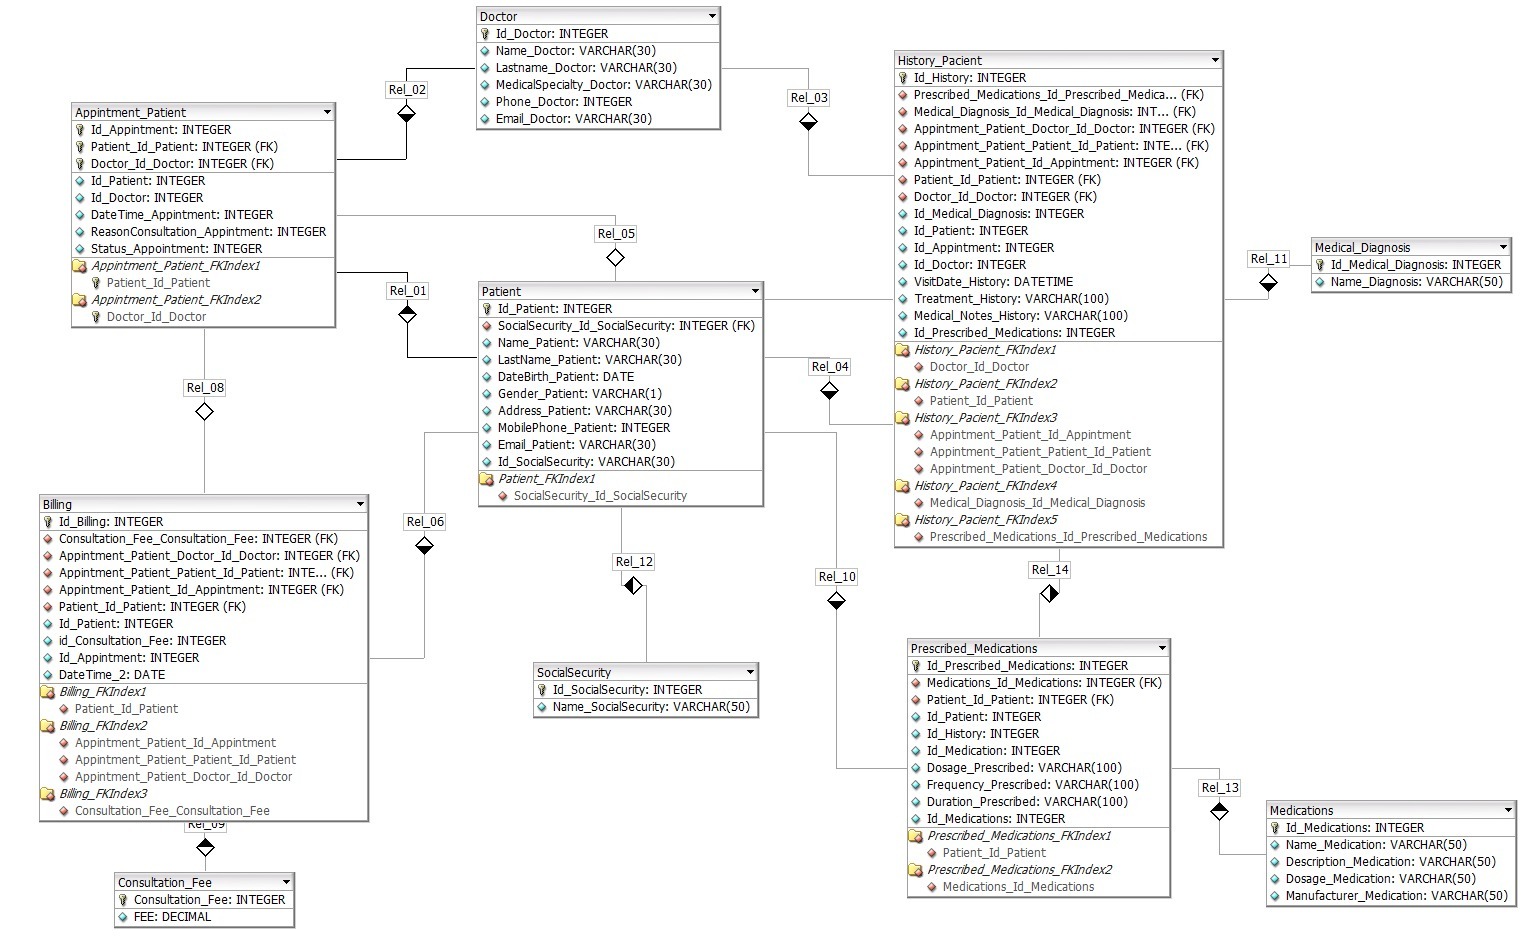 Doctor
Id_Doctor: INTEGER
Name_Doctor: VARCHAR(30)
Lastname_Doctor: VARCHAR(30)
MedicalSpecialty_Doctor: VARCHAR(30)
Phone_Doctor: INTEGER
Email_Doctor: VARCHAR(30)
Rel_02
Rel_03
Appintment_Patient
Id_Appintment: INTEGER
Patient_Id_Patient: INTEGER (FK)
Doctor_Id_Doctor: INTEGER (FK)
Id_Patient: INTEGER
Id_Doctor: INTEGER
DateTime_Appintment: INTEGER
ReasonConsultation_Appintment: INTEGER
Status_Appointment: INTEGER
Appintment_Patient_FKIndex1
Patient_Id_Patient
Appintment_Patient_FKIndex2
Doctor_Id_Doctor
History_Pacient
Id_History: INTEGER
Prescribed_Medications_Id_Prescribed_Medica... (FK)
Medical_Diagnosis_Id_Medical_Diagnosis: INT... (FK)
Appintment_Patient_Doctor_Id_Doctor: INTEGER (FK)
Appintment_Patient_Patient_Id_Patient: INTE... (FK)
Appintment_Patient_Id_Appintment: INTEGER (FK)
Patient_Id_Patient: INTEGER (FK)
Doctor_Id_Doctor: INTEGER (FK)
Id_Medical_Diagnosis: INTEGER
Id_Patient: INTEGER
Id_Appintment: INTEGER
Id_Doctor: INTEGER
VisitDate_History: DATETIME
Treatment_History: VARCHAR(100)
Medical_Notes_History: VARCHAR(100)
Id_Prescribed_Medications: INTEGER
History_Pacient_FKIndex1
Doctor_Id_Doctor
History_Pacient_FKIndex2
Patient_Id_Patient
History_Pacient_FKIndex3
Appintment_Patient_Id_Appintment
Appintment_Patient_Patient_Id_Patient
Appintment_Patient_Doctor_Id_Doctor
History_Pacient_FKIndex4
Medical_Diagnosis_Id_Medical_Diagnosis
History_Pacient_FKIndex5
Prescribed_Medications_Id_Prescribed_Medications
Rel_11
Medical_Diagnosis
Id_Medical_Diagnosis: INTEGER
Name_Diagnosis: VARCHAR(50)
Rel_05
Rel_01
Patient
Id_Patient: INTEGER
SocialSecurity_Id_SocialSecurity: INTEGER (FK)
Name_Patient: VARCHAR(30)
LastName_Patient: VARCHAR(30)
DateBirth_Patient: DATE
Gender_Patient: VARCHAR(1)
Address_Patient: VARCHAR(30)
MobilePhone_Patient: INTEGER
Email_Patient: VARCHAR(30)
Id_SocialSecurity: VARCHAR(30)
Patient_FKIndex1
SocialSecurity_Id_SocialSecurity
Rel_04
Rel_08
Billing
Id_Billing: INTEGER
Consultation_Fee_Consultation_Fee: INTEGER (FK)
Appintment_Patient_Doctor_Id_Doctor: INTEGER (FK)
Appintment_Patient_Patient_Id_Patient: INTE... (FK)
Appintment_Patient_Id_Appintment: INTEGER (FK)
Patient_Id_Patient: INTEGER (FK)
Id_Patient: INTEGER
id_Consultation_Fee: INTEGER
Id_Appintment: INTEGER
DateTime_2: DATE
Billing_FKIndex1
Patient_Id_Patient
Billing_FKIndex2
Appintment_Patient_Id_Appintment
Appintment_Patient_Patient_Id_Patient
Appintment_Patient_Doctor_Id_Doctor
Billing_FKIndex3
Consultation_Fee_Consultation_Fee
Rel_06
Rel_12
Rel_10
Rel_14
SocialSecurity
Id_SocialSecurity: INTEGER
Name_SocialSecurity: VARCHAR(50)
Prescribed_Medications
Id_Prescribed_Medications: INTEGER
Medications_Id_Medications: INTEGER (FK)
Patient_Id_Patient: INTEGER (FK)
Id_Patient: INTEGER
Id_History: INTEGER
Id_Medication: INTEGER
Dosage_Prescribed: VARCHAR(100)
Frequency_Prescribed: VARCHAR(100)
Duration_Prescribed: VARCHAR(100)
Id_Medications: INTEGER
Prescribed_Medications_FKIndex1
Patient_Id_Patient
Prescribed_Medications_FKIndex2
Medications_Id_Medications
Rel_13
Medications
Id_Medications: INTEGER
Name_Medication: VARCHAR(50)
Description_Medication: VARCHAR(50)
Dosage_Medication: VARCHAR(50)
Manufacturer_Medication: VARCHAR(50)
Rel_09
Consultation_Fee
Consultation_Fee: INTEGER
FEE: DECIMAL